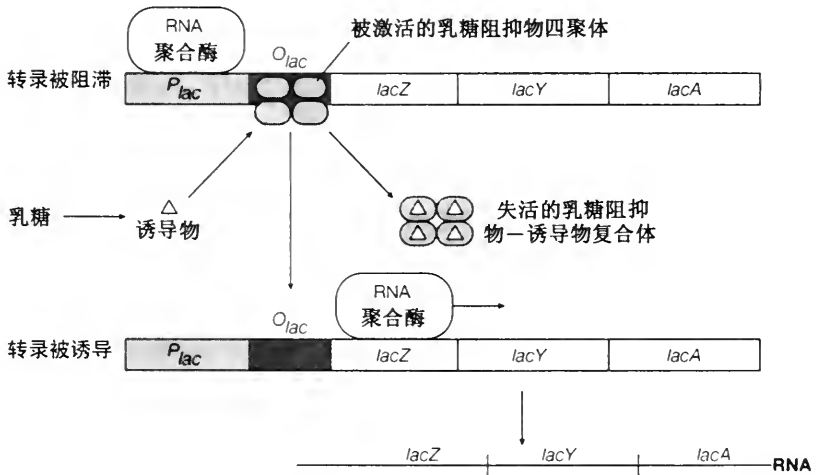 RNA
聚合酶
O_lac
被激活的乳糖阻抑物四聚体
转录被阻滞
P_lac
lacZ
lacY
lacA
乳糖
诱导物
失活的乳糖阻抑
物—诱导物复合体
RNA
聚合酶
O_lac
转录被诱导
P_lac
lacZ
lacY
lacA
lacZ
lacY
lacA
RNA